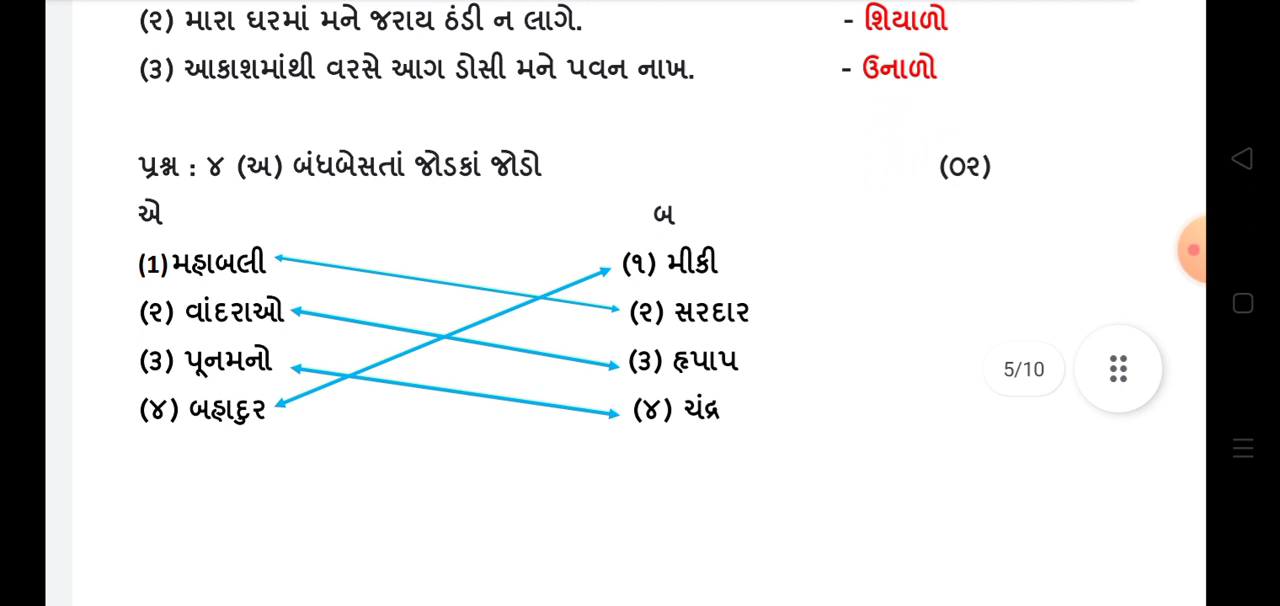 (૨) મારા ઘરમાં મને જરાય ઠંડી ન લાગે. - શિયાળો
(૩) આકાશમાંથી વરસે આગ ડોસી મને પવન નાખ. - ઉનાળો
પ્રશ્ન : ૪ (અ) બંધબેસતાં જોડકાં જોડો (૦૨)
એ બ
(1) મહાબલી (૧) મીકી
(૨) વાંદરાઓ (૨) સરદાર
(૩) પૂનમનો (૩) હૂપાપ
(૪) બહાદુર (૪) ચંદ્ર
5/10